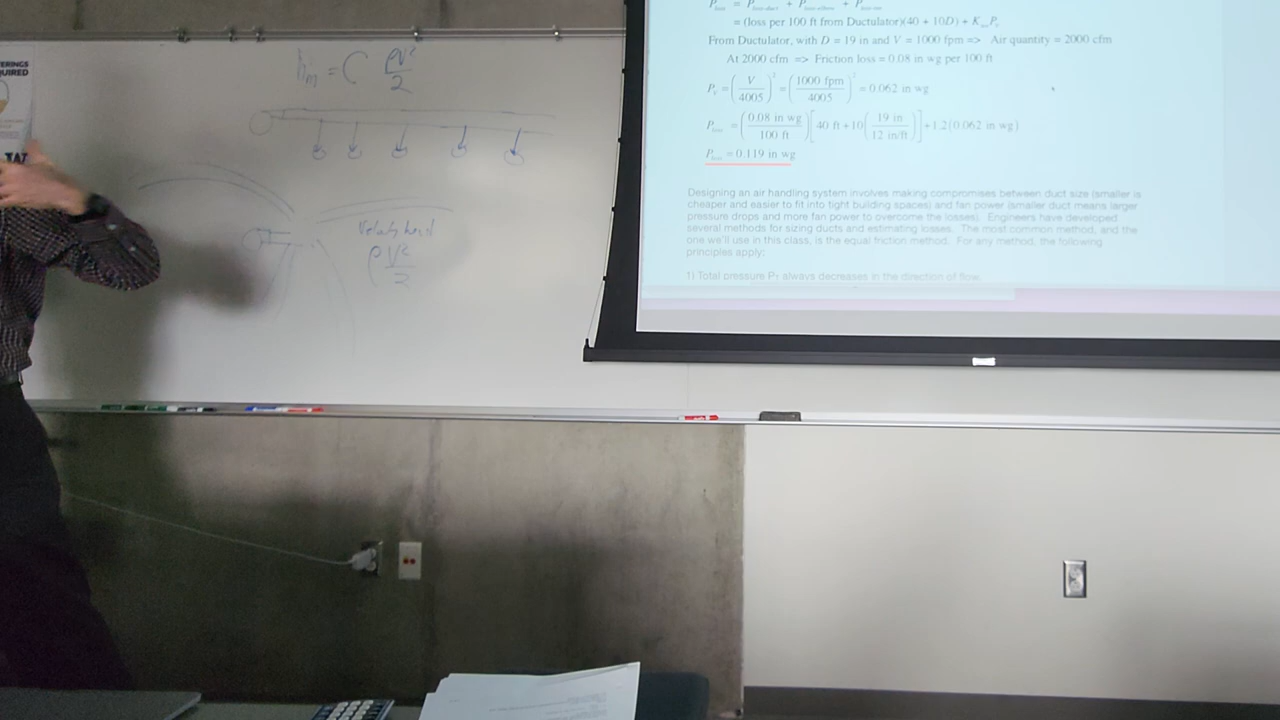 ERINGS
QUIRED
TAT
h_m = C ρV²/2
Velocity head
ρV²/2
P_loss = P_loss-duct + P_loss-elbow +
= (loss per 100 ft from Ductulator)(40 + 10D) +
From Ductulator, with D = 19 in and V = 1000 fpm => Air quantity = 2000 cfm
At 2000 cfm => Friction loss = 0.08 in wg per 100 ft
P_v = (V/4005)² = (1000 fpm/4005)² = 0.062 in wg
P_loss = (0.08 in wg/100 ft)[40 ft + 10(19 in/12 in/ft)] + 1.2(0.062 in wg)
P_loss = 0.119 in wg
Designing an air handling system involves making compromises between duct size (smaller is
cheaper and easier to fit into tight building spaces) and fan power (smaller duct means larger
pressure drops and more fan power to overcome the losses). Engineers have developed
several methods for sizing ducts and estimating losses. The most common method, and the
one we'll use in this class, is the equal friction method. For any method, the following
principles apply:
1) Total pressure P_T always decreases in the direction of flow.